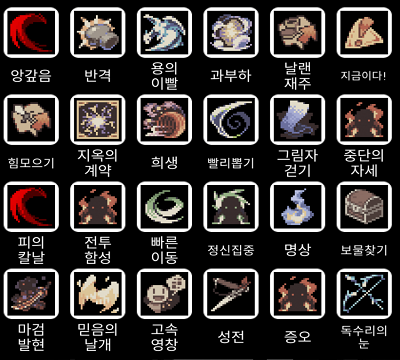 앙갚음 반격 용의 이빨 과부하 날랜 재주 지금이다!
힘모으기 지옥의 계약 희생 빨리뽑기 그림자 걷기 중단의 자세
피의 칼날 전투 함성 빠른 이동 정신집중 명상 보물찾기
마검 발현 믿음의 날개 고속 영창 성전 증오 독수리의 눈